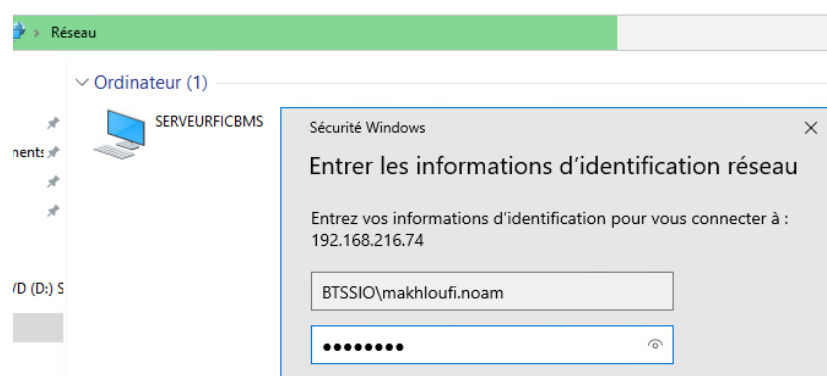 Réseau
Ordinateur (1)
SERVEURFICBMS
Sécurité Windows
Entrer les informations d'identification réseau
Entrez vos informations d'identification pour vous connecter à :
192.168.216.74
BTSSIO\makhloufi.noam
nents
/D (D:) S